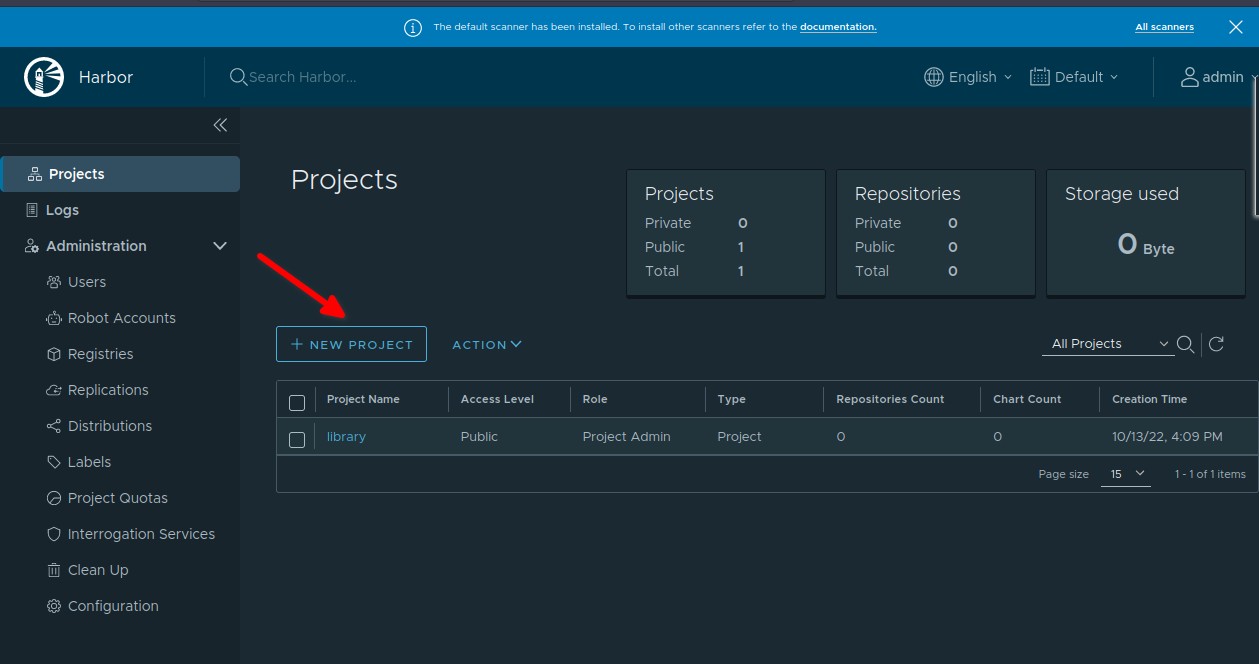 The default scanner has been installed. To install other scanners refer to the documentation.
All scanners
Harbor
Search Harbor...
English
Default
admin
Projects
Logs
Administration
Users
Robot Accounts
Registries
Replications
Distributions
Labels
Project Quotas
Interrogation Services
Clean Up
Configuration
Projects
Projects
Private 0
Public 1
Total 1
Repositories
Private 0
Public 0
Total 0
Storage used
0 Byte
+ NEW PROJECT
ACTION
All Projects
Project Name Access Level Role Type Repositories Count Chart Count Creation Time
library Public Project Admin Project 0 0 10/13/22, 4:09 PM
Page size 15 1 - 1 of 1 items